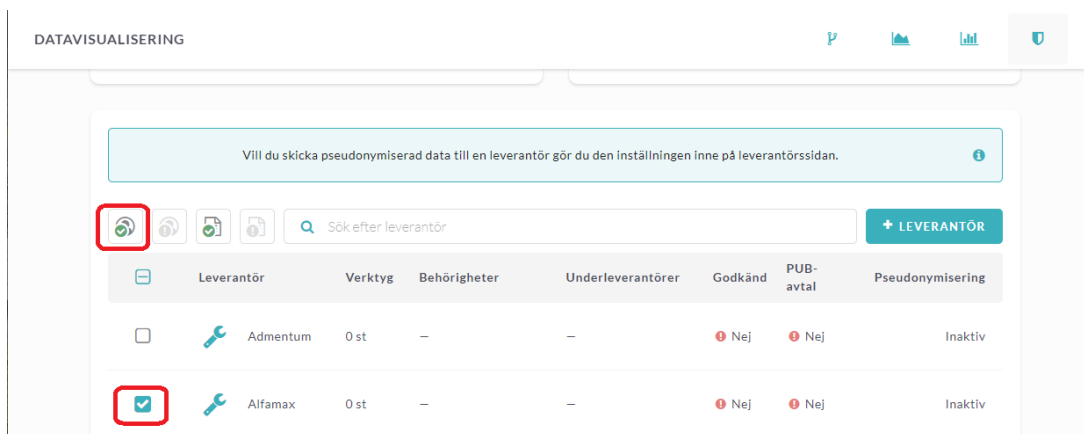 DATAVISUALISERING
Vill du skicka pseudonymiserad data till en leverantör gör du den inställningen inne på leverantörssidan.
Sök efter leverantör
+ LEVERANTÖR
Leverantör Verktyg Behörigheter Underleverantörer Godkänd PUB-avtal Pseudonymisering
Admentum 0 st – – Nej Nej Inaktiv
Alfamax 0 st – – Nej Nej Inaktiv